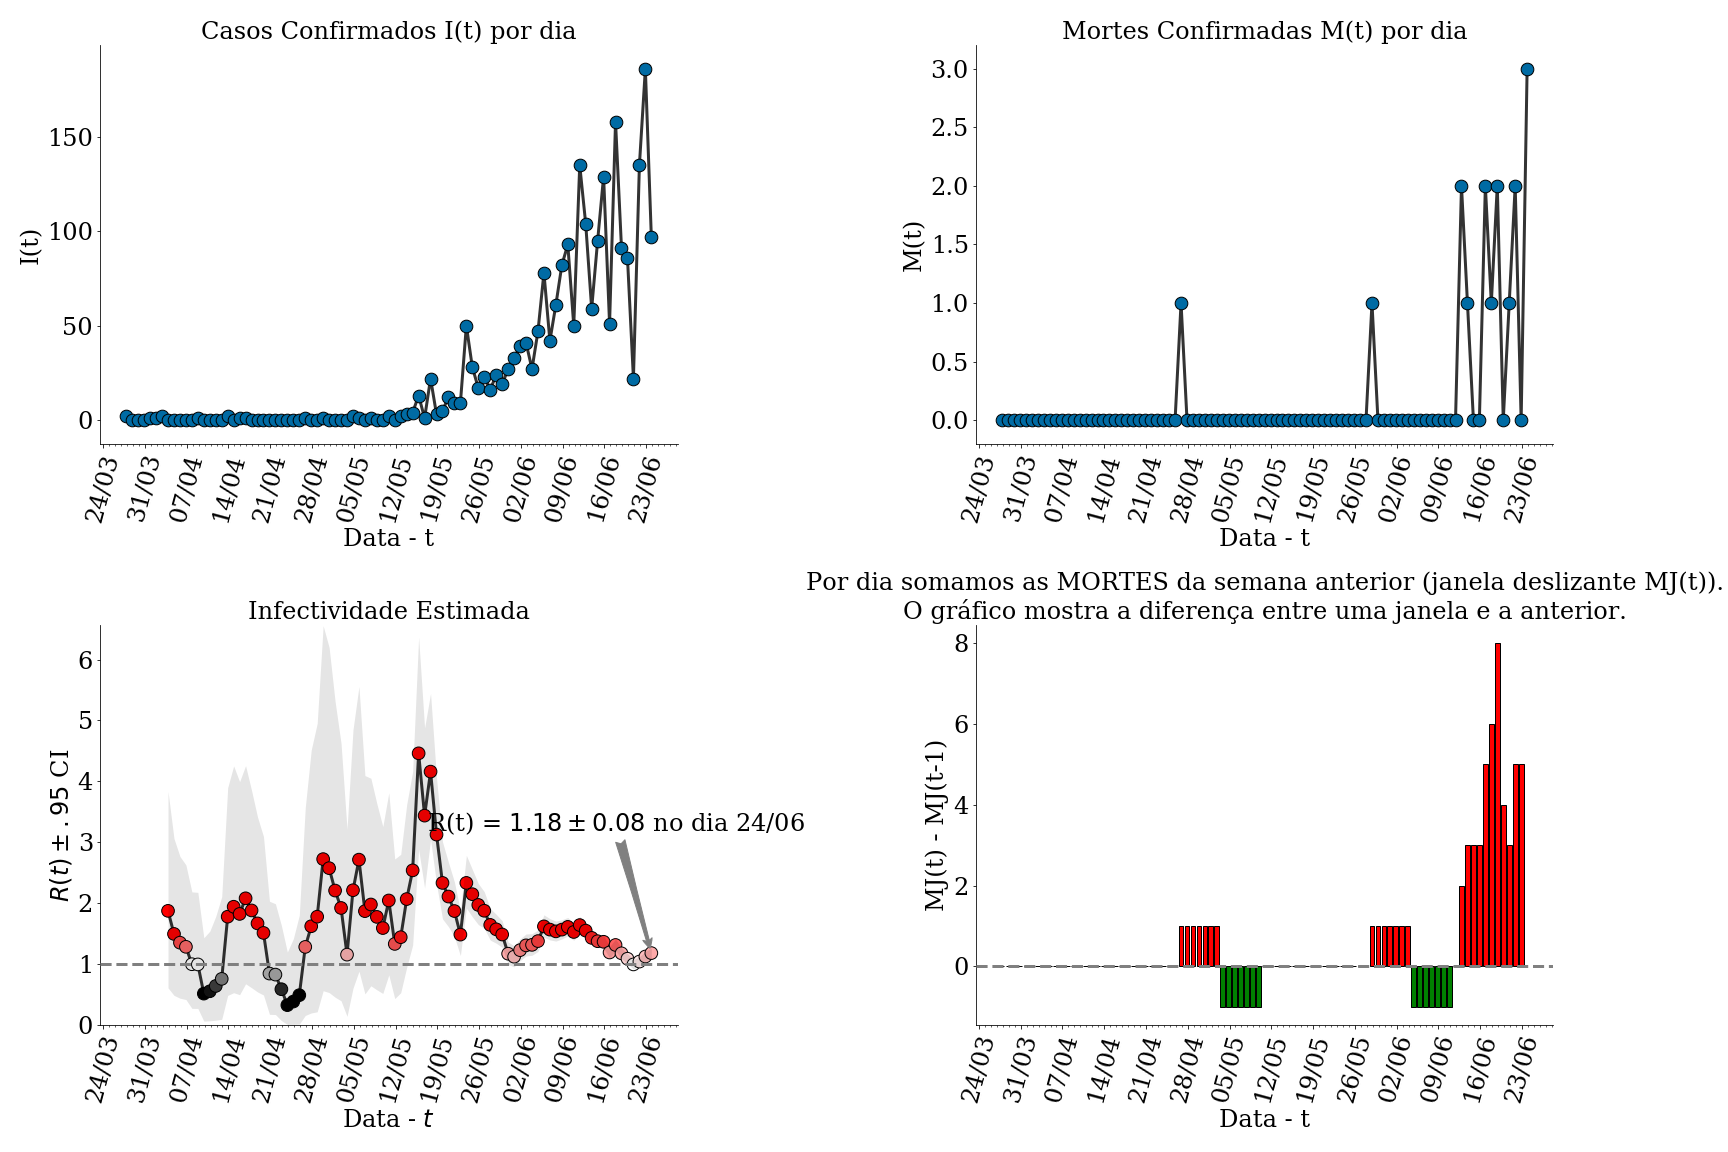 Casos Confirmados I(t) por dia
I(t)
150
100
50
0
24/03 31/03 07/04 14/04 21/04 28/04 05/05 12/05 19/05 26/05 02/06 09/06 16/06 23/06
Data - t
Mortes Confirmadas M(t) por dia
M(t)
3.0
2.5
2.0
1.5
1.0
0.5
0.0
24/03 31/03 07/04 14/04 21/04 28/04 05/05 12/05 19/05 26/05 02/06 09/06 16/06 23/06
Data - t
Infectividade Estimada
R(t) ± .95 CI
6
5
4
3
2
1
0
R(t) = 1.18 ± 0.08 no dia 24/06
24/03 31/03 07/04 14/04 21/04 28/04 05/05 12/05 19/05 26/05 02/06 09/06 16/06 23/06
Data - t
Por dia somamos as MORTES da semana anterior (janela deslizante MJ(t)).
O gráfico mostra a diferença entre uma janela e a anterior.
MJ(t) - MJ(t-1)
8
6
4
2
0
24/03 31/03 07/04 14/04 21/04 28/04 05/05 12/05 19/05 26/05 02/06 09/06 16/06 23/06
Data - t